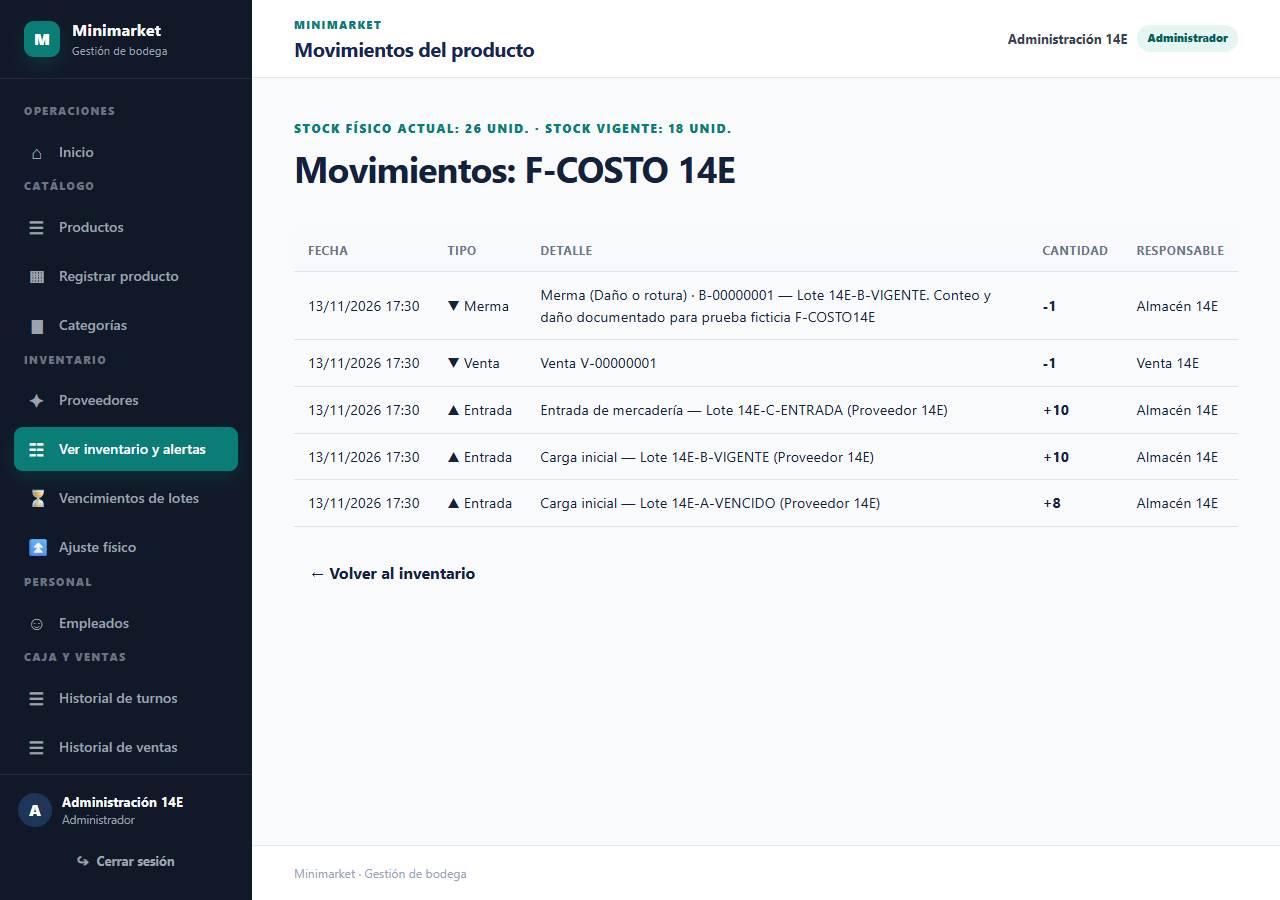 M
Minimarket
Gestión de bodega
OPERACIONES
Inicio
CATÁLOGO
Productos
Registrar producto
Categorías
INVENTARIO
Proveedores
Ver inventario y alertas
Vencimientos de lotes
Ajuste físico
PERSONAL
Empleados
CAJA Y VENTAS
Historial de turnos
Historial de ventas
A
Administración 14E
Administrador
↪ Cerrar sesión
MINIMARKET
Movimientos del producto
Administración 14E Administrador
STOCK FÍSICO ACTUAL: 26 UNID. · STOCK VIGENTE: 18 UNID.
Movimientos: F-COSTO 14E
FECHA TIPO DETALLE CANTIDAD RESPONSABLE
13/11/2026 17:30 ▼ Merma Merma (Daño o rotura) · B-00000001 — Lote 14E-B-VIGENTE. Conteo y
daño documentado para prueba ficticia F-COSTO14E -1 Almacén 14E
13/11/2026 17:30 ▼ Venta Venta V-00000001 -1 Venta 14E
13/11/2026 17:30 ▲ Entrada Entrada de mercadería — Lote 14E-C-ENTRADA (Proveedor 14E) +10 Almacén 14E
13/11/2026 17:30 ▲ Entrada Carga inicial — Lote 14E-B-VIGENTE (Proveedor 14E) +10 Almacén 14E
13/11/2026 17:30 ▲ Entrada Carga inicial — Lote 14E-A-VENCIDO (Proveedor 14E) +8 Almacén 14E
← Volver al inventario
Minimarket · Gestión de bodega